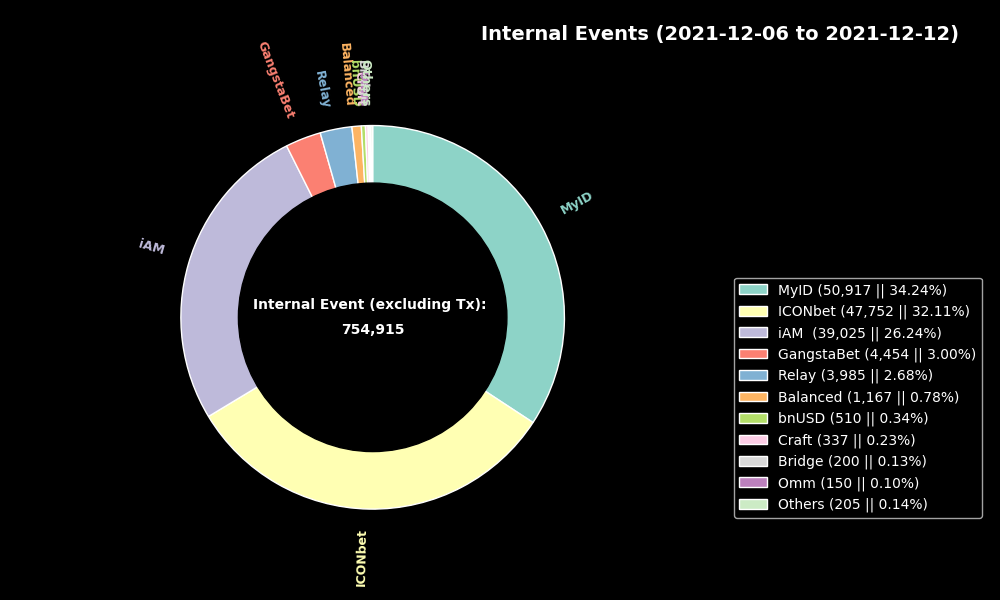 Internal Events (2021-12-06 to 2021-12-12)
GangstaBet
Relay
Balanced
MyID
iAM
ICONbet
Internal Event (excluding Tx):
754,915
MyID (50,917 || 34.24%)
ICONbet (47,752 || 32.11%)
iAM  (39,025 || 26.24%)
GangstaBet (4,454 || 3.00%)
Relay (3,985 || 2.68%)
Balanced (1,167 || 0.78%)
bnUSD (510 || 0.34%)
Craft (337 || 0.23%)
Bridge (200 || 0.13%)
Omm (150 || 0.10%)
Others (205 || 0.14%)